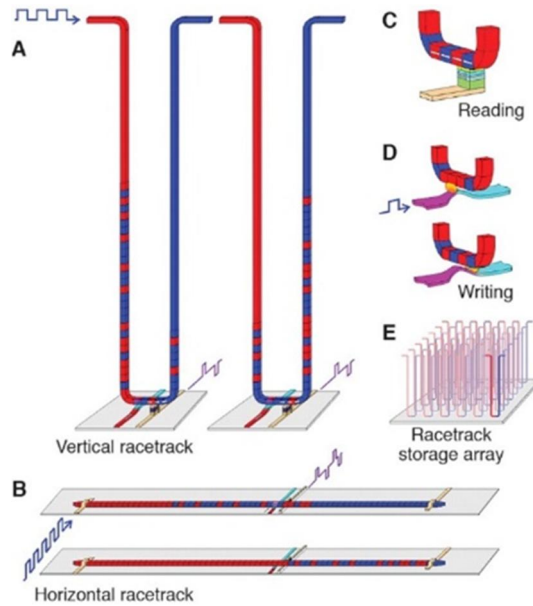 A
Vertical racetrack
B
Horizontal racetrack
C
Reading
D
Writing
E
Racetrack
storage array